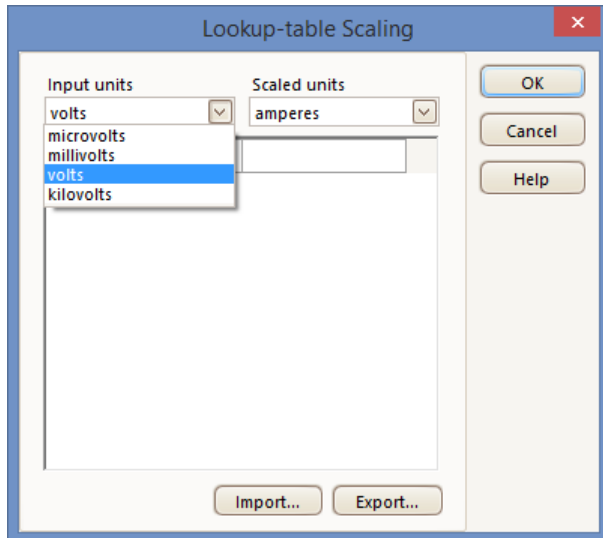 Lookup-table Scaling
Input units
Scaled units
volts
amperes
microvolts
millivolts
volts
kilovolts
OK
Cancel
Help
Import...
Export...